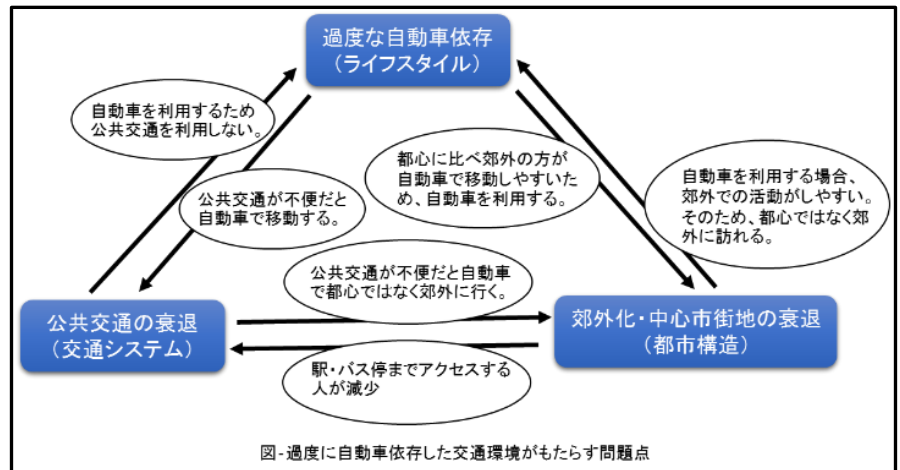 過度な自動車依存
（ライフスタイル）
自動車を利用するため
公共交通を利用しない。
公共交通が不便だと
自動車で移動する。
都心に比べ郊外の方が
自動車で移動しやすいた
め、自動車を利用する。
自動車を利用する場合、
郊外での活動がしやすい。
そのため、都心ではなく郊
外に訪れる。
公共交通が不便だと自動車
で都心ではなく郊外に行く。
公共交通の衰退
（交通システム）
郊外化・中心市街地の衰退
（都市構造）
駅・バス停までアクセスする
人が減少
図-過度に自動車依存した交通環境がもたらす問題点